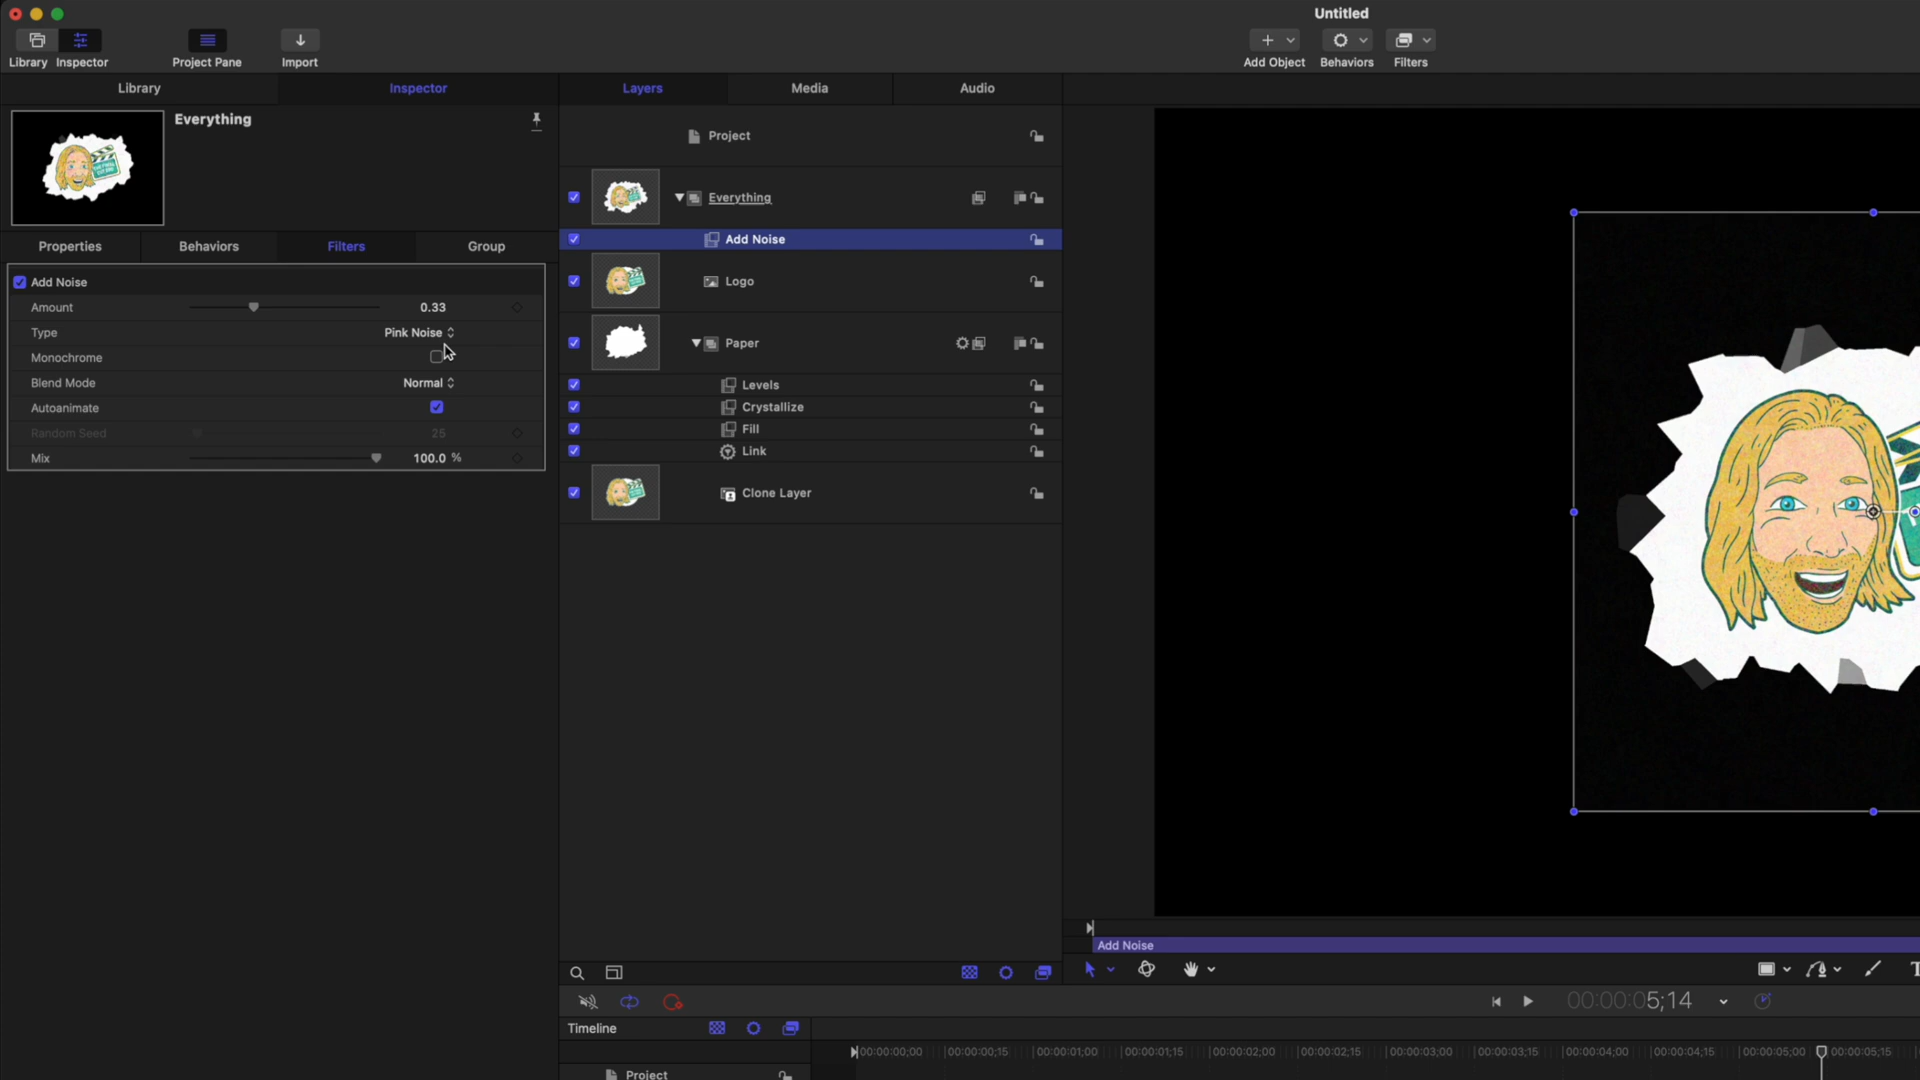 Untitled
Library
Inspector
Project Pane
Import
Add Object
Behaviors
Filters
Library
Inspector
Layers
Media
Audio
Everything
Project
Everything
Properties
Behaviors
Filters
Group
Add Noise
Add Noise
Amount
0.33
Type
Pink Noise
Monochrome
Blend Mode
Normal
Autoanimate
Random Seed
25
Mix
100.0 %
Logo
Paper
Levels
Crystallize
Fill
Link
Clone Layer
Add Noise
00:00:05;14
Timeline
00:00:00;00
00:00:00;15
00:00:01;00
00:00:01;15
00:00:02;00
00:00:02;15
00:00:03;00
00:00:03;15
00:00:04;00
00:00:04;15
00:00:05;00
00:00:05;15
Project